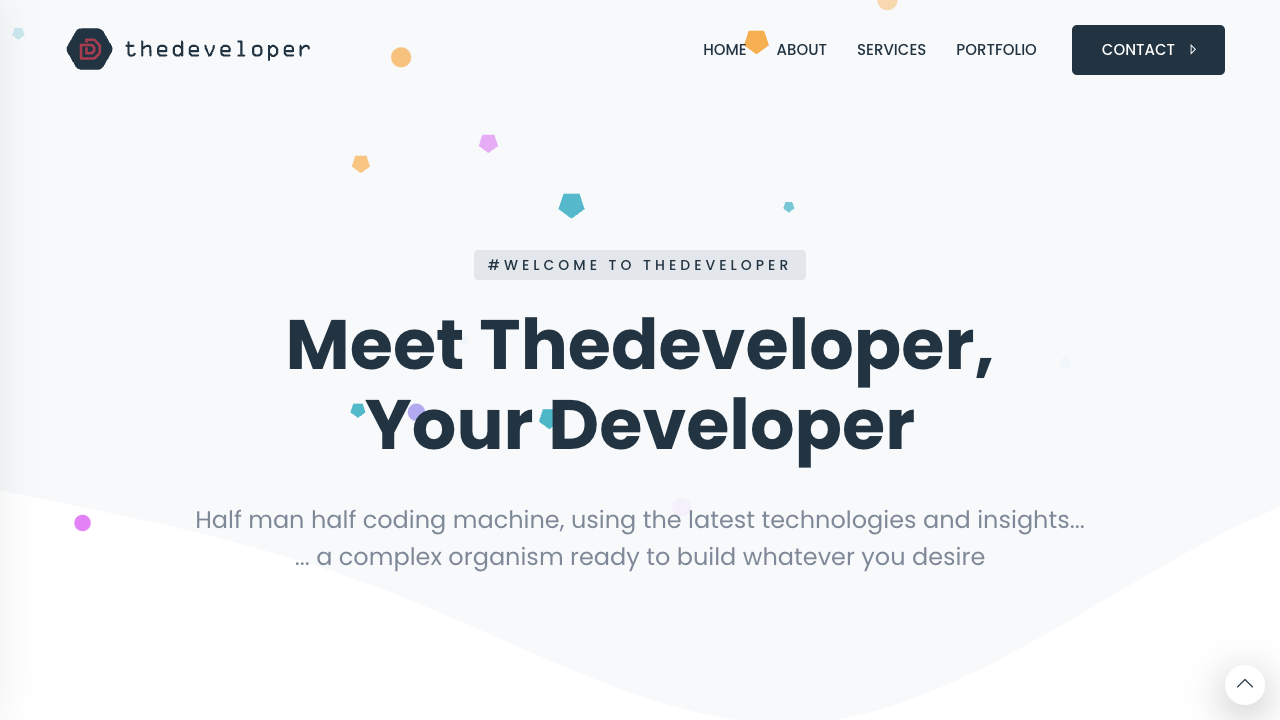 thedeveloper
HOME ABOUT SERVICES PORTFOLIO CONTACT
#WELCOME TO THEDEVELOPER
Meet Thedeveloper,
Your Developer
Half man half coding machine, using the latest technologies and insights...
... a complex organism ready to build whatever you desire